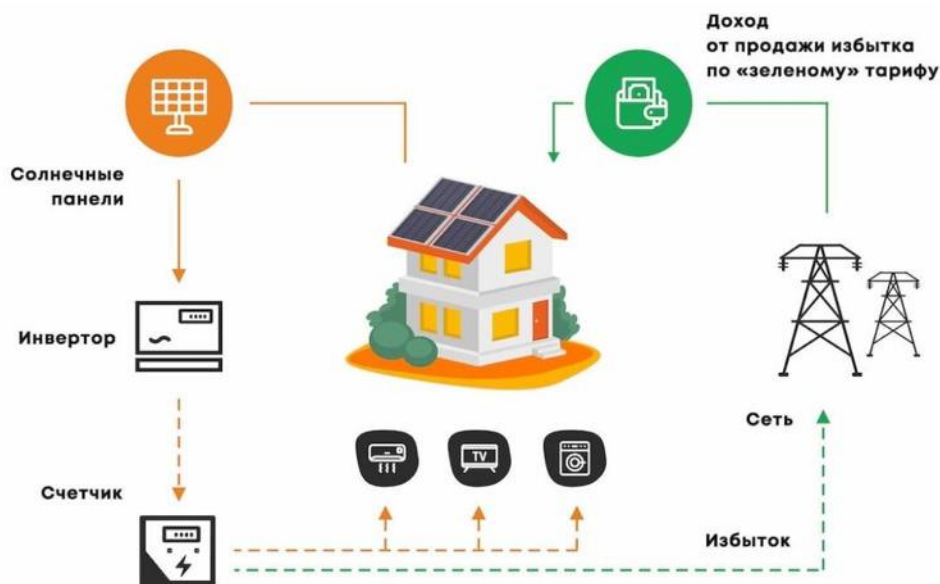 Доход
от продажи избытка
по «зеленому» тарифу
Солнечные
панели
Инвертор
TV
Сеть
Счетчик
Избыток